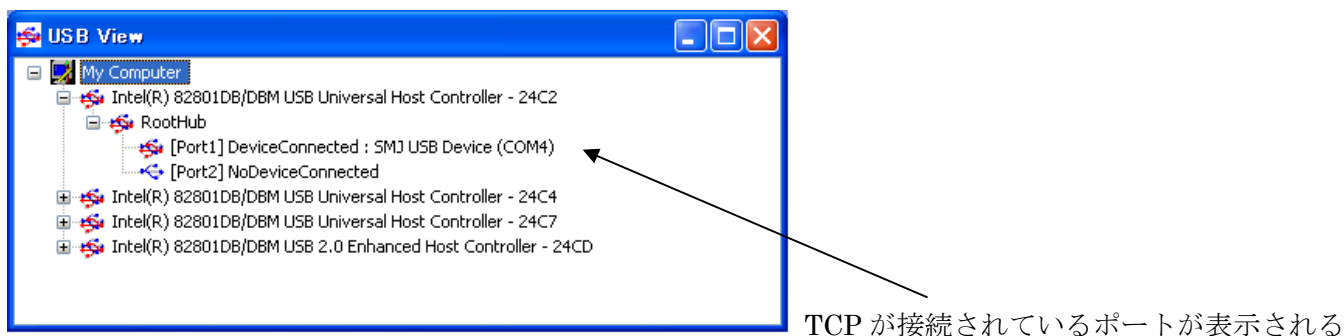 USB View
My Computer
Intel(R) 82801DB/DBM USB Universal Host Controller - 24C2
RootHub
[Port1] DeviceConnected : SMJ USB Device (COM4)
[Port2] NoDeviceConnected
Intel(R) 82801DB/DBM USB Universal Host Controller - 24C4
Intel(R) 82801DB/DBM USB Universal Host Controller - 24C7
Intel(R) 82801DB/DBM USB 2.0 Enhanced Host Controller - 24CD
TCP が接続されているポートが表示される